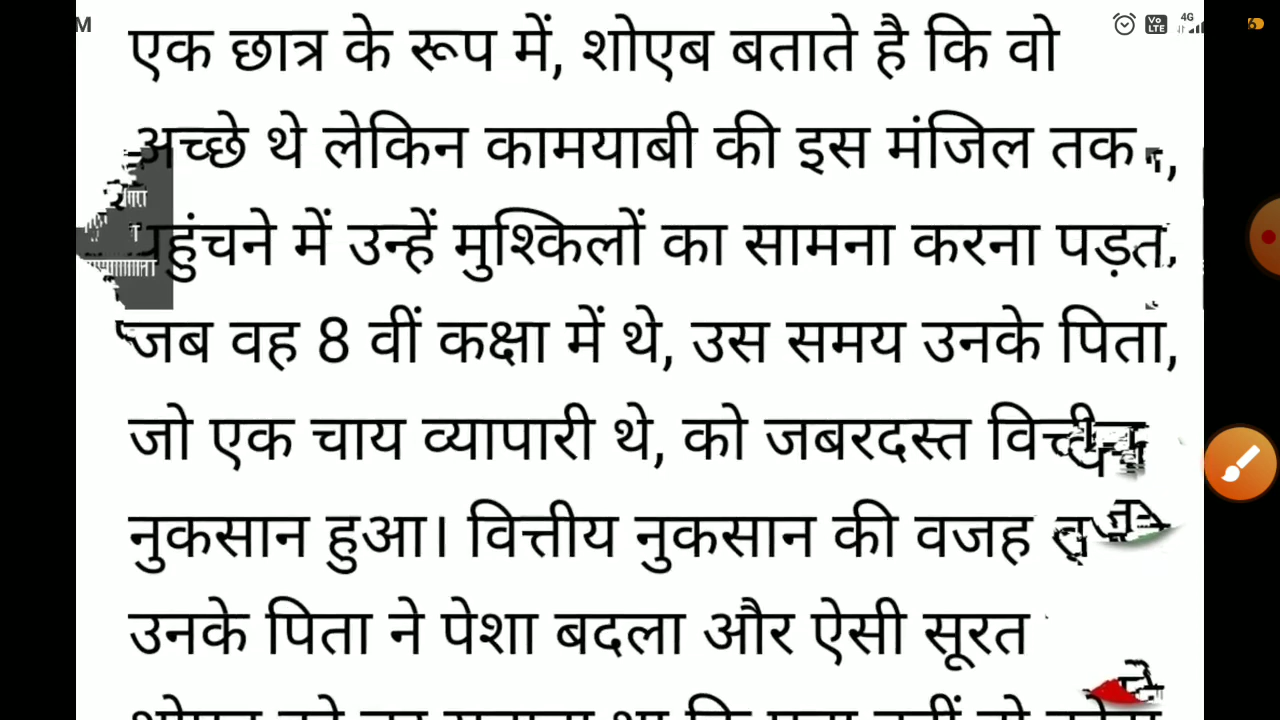 एक छात्र के रूप में, शोएब बताते है कि वो
अच्छे थे लेकिन कामयाबी की इस मंजिल तक
पहुंचने में उन्हें मुश्किलों का सामना करना
जब वह 8 वीं कक्षा में थे, उस समय उनके पिता,
जो एक चाय व्यापारी थे, को जबरदस्त
नुकसान हुआ। वित्तीय नुकसान की वजह
उनके पिता ने पेशा बदला और ऐसी सूरत